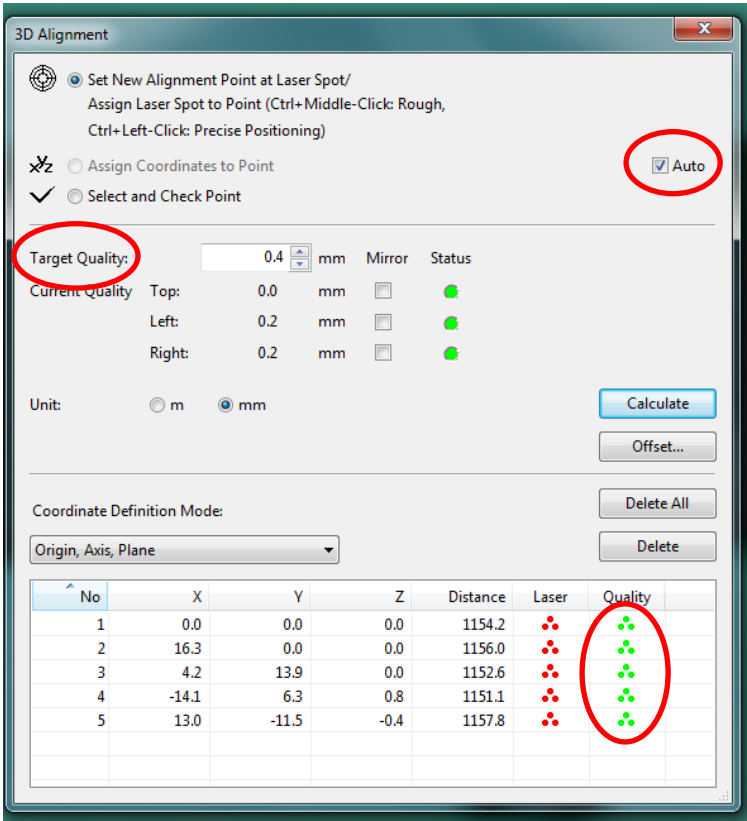 3D Alignment
Set New Alignment Point at Laser Spot/
Assign Laser Spot to Point (Ctrl+Middle-Click: Rough,
Ctrl+Left-Click: Precise Positioning)
xyz Assign Coordinates to Point Auto
Select and Check Point
Target Quality: 0.4 mm Mirror Status
Current Quality Top: 0.0 mm
Left: 0.2 mm
Right: 0.2 mm
Unit: m mm Calculate
Offset...
Delete All
Coordinate Definition Mode:
Origin, Axis, Plane Delete
No X Y Z Distance Laser Quality
1 0.0 0.0 0.0 1154.2
2 16.3 0.0 0.0 1156.0
3 4.2 13.9 0.0 1152.6
4 -14.1 6.3 0.8 1151.1
5 13.0 -11.5 -0.4 1157.8